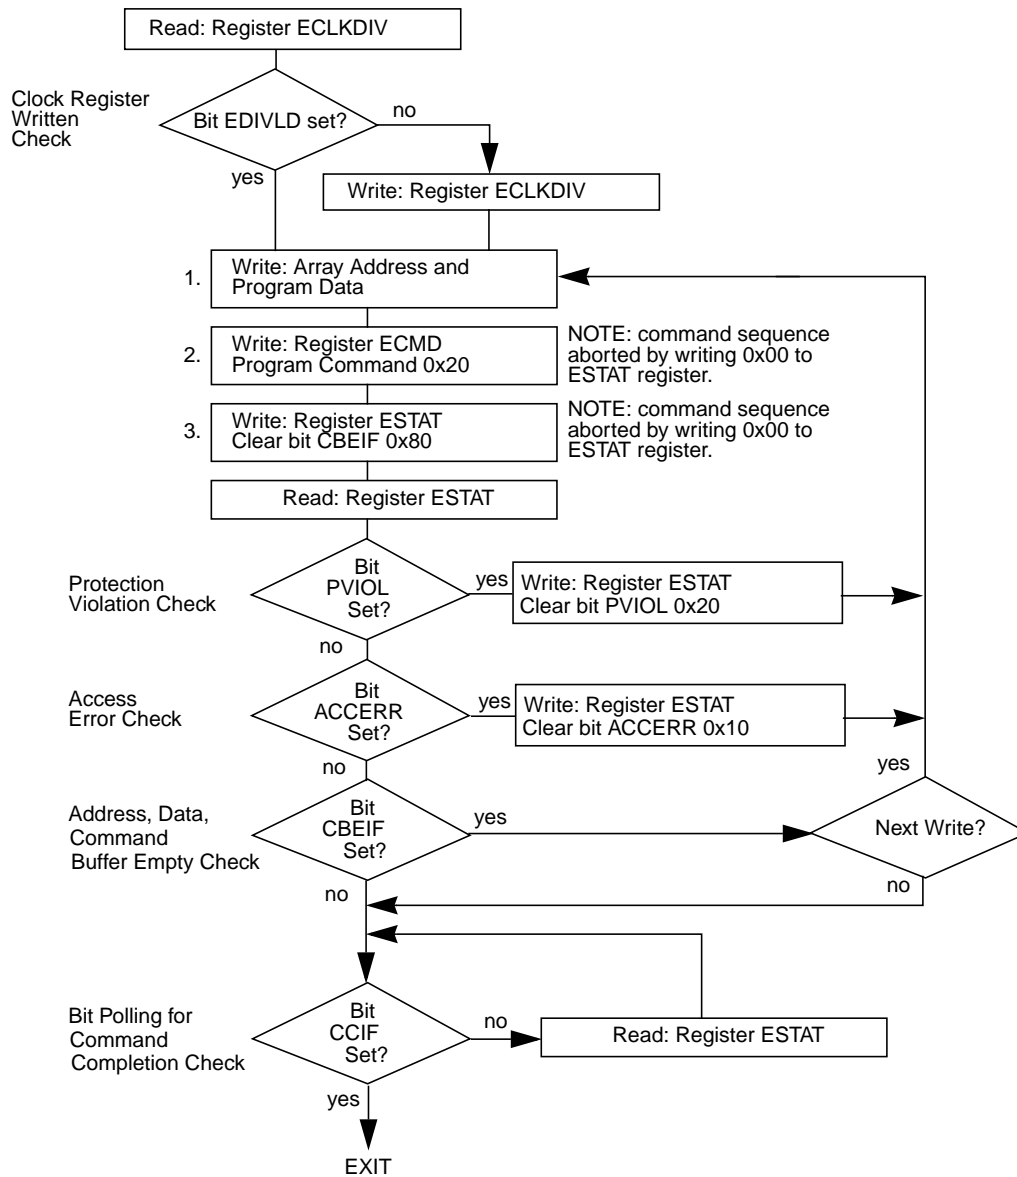 Read: Register ECLKDIV
Clock Register
Written
Check
Bit EDIVLD set?
no
yes
Write: Register ECLKDIV
1.
Write: Array Address and
Program Data
2.
Write: Register ECMD
Program Command 0x20
NOTE: command sequence
aborted by writing 0x00 to
ESTAT register.
3.
Write: Register ESTAT
Clear bit CBEIF 0x80
NOTE: command sequence
aborted by writing 0x00 to
ESTAT register.
Read: Register ESTAT
Protection
Violation Check
Bit
PVIOL
Set?
yes
Write: Register ESTAT
Clear bit PVIOL 0x20
no
Access
Error Check
Bit
ACCERR
Set?
yes
Write: Register ESTAT
Clear bit ACCERR 0x10
no
yes
Address, Data,
Command
Buffer Empty Check
Bit
CBEIF
Set?
yes
Next Write?
no
no
Bit Polling for
Command
Completion Check
Bit
CCIF
Set?
no
Read: Register ESTAT
yes
EXIT